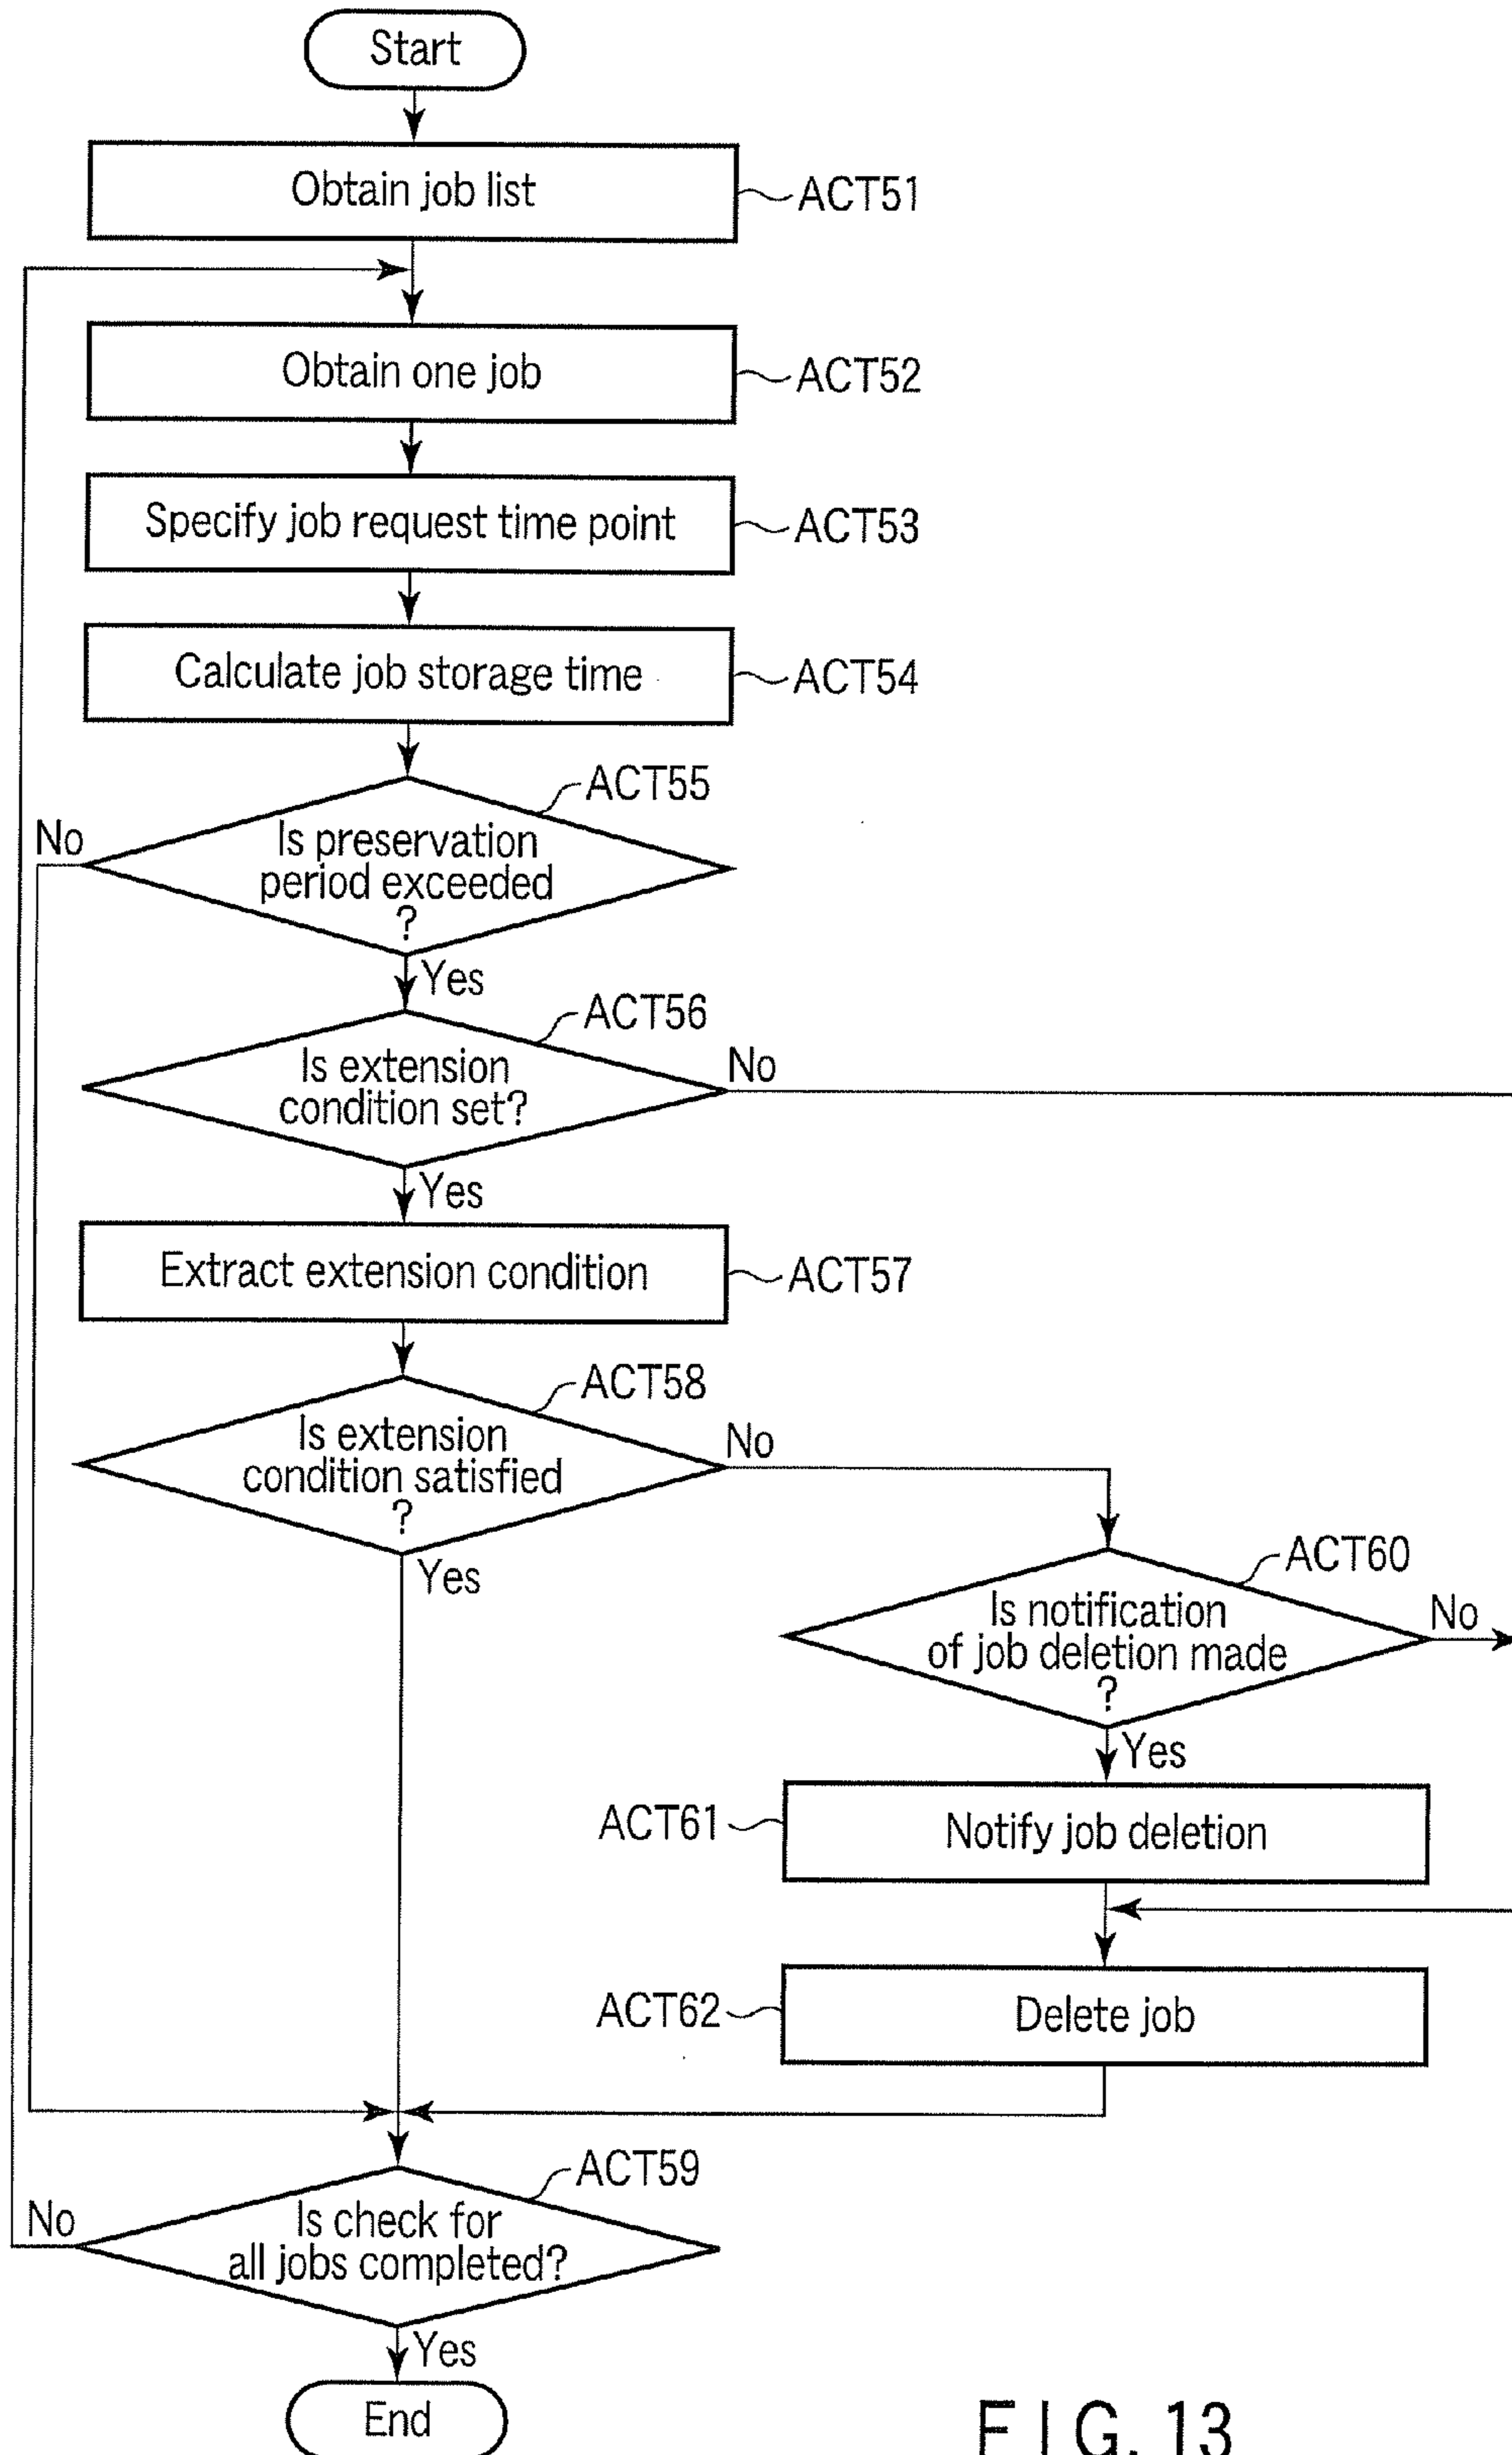 Start
Obtain job list
ACT51
Obtain one job
ACT52
Specify job request time point
ACT53
Calculate job storage time
ACT54
ACT55
No
Is preservation
period exceeded
?
Yes
ACT56
Is extension
condition set?
No
Yes
Extract extension condition
ACT57
ACT58
Is extension
condition satisfied
?
No
Yes
ACT60
Is notification
of job deletion made
?
No
Yes
ACT61
Notify job deletion
ACT62
Delete job
ACT59
No
Is check for
all jobs completed?
Yes
End
FIG. 13